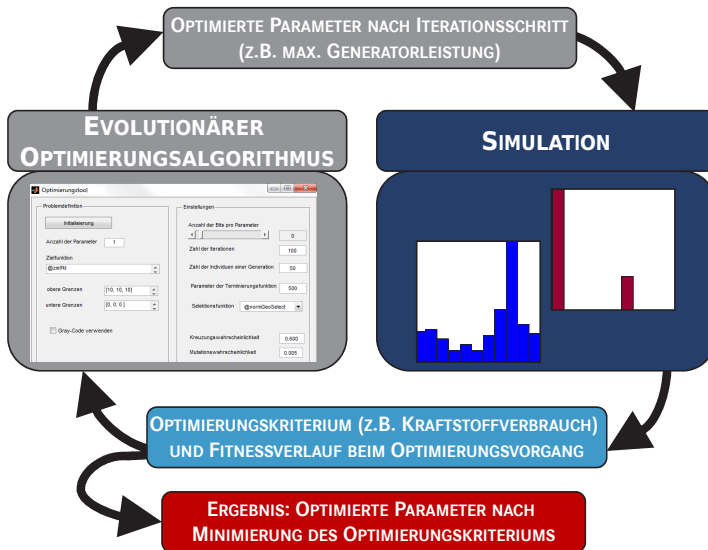 Optimierte Parameter nach Iterationsschritt
(z.B. max. Generatorleistung)
Evolutionärer
Optimierungsalgorithmus
Simulation
Optimierungstool
Problemdefinition
Initialisierung
Anzahl der Parameter 1
Zielfunktion
@zielfkt
obere Grenzen [10, 10, 10]
untere Grenzen [0, 0, 0 ]
Gray-Code verwenden
Einstellungen
Anzahl der Bits pro Parameter
0
Zahl der Iterationen 100
Zahl der Individuen einer Generation 50
Parameter der Terminierungsfunktion 500
Selektionsfunktion @normGeoSelect
Kreuzungswahrscheinlichkeit 0.600
Mutationswahrscheinlichkeit 0.005
Optimierungskriterium (z.B. Kraftstoffverbrauch)
und Fitnessverlauf beim Optimierungsvorgang
Ergebnis: Optimierte Parameter nach
Minimierung des Optimierungskriteriums